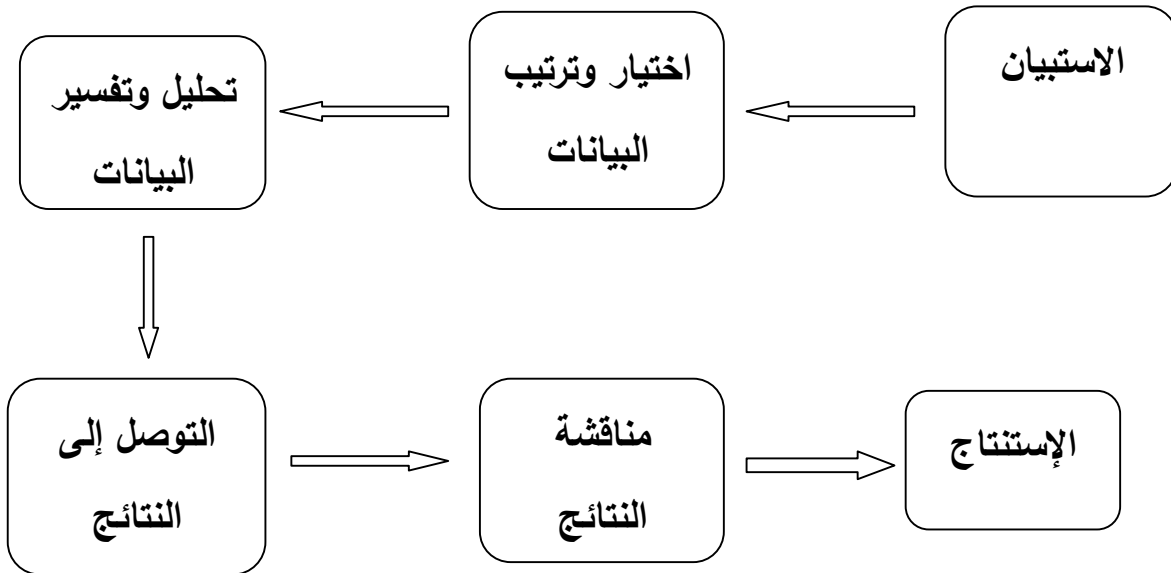 الاستبيان
اختيار وترتيب
البيانات
تحليل وتفسير
البيانات
التوصل إلى
النتائج
مناقشة
النتائج
الإستنتاج